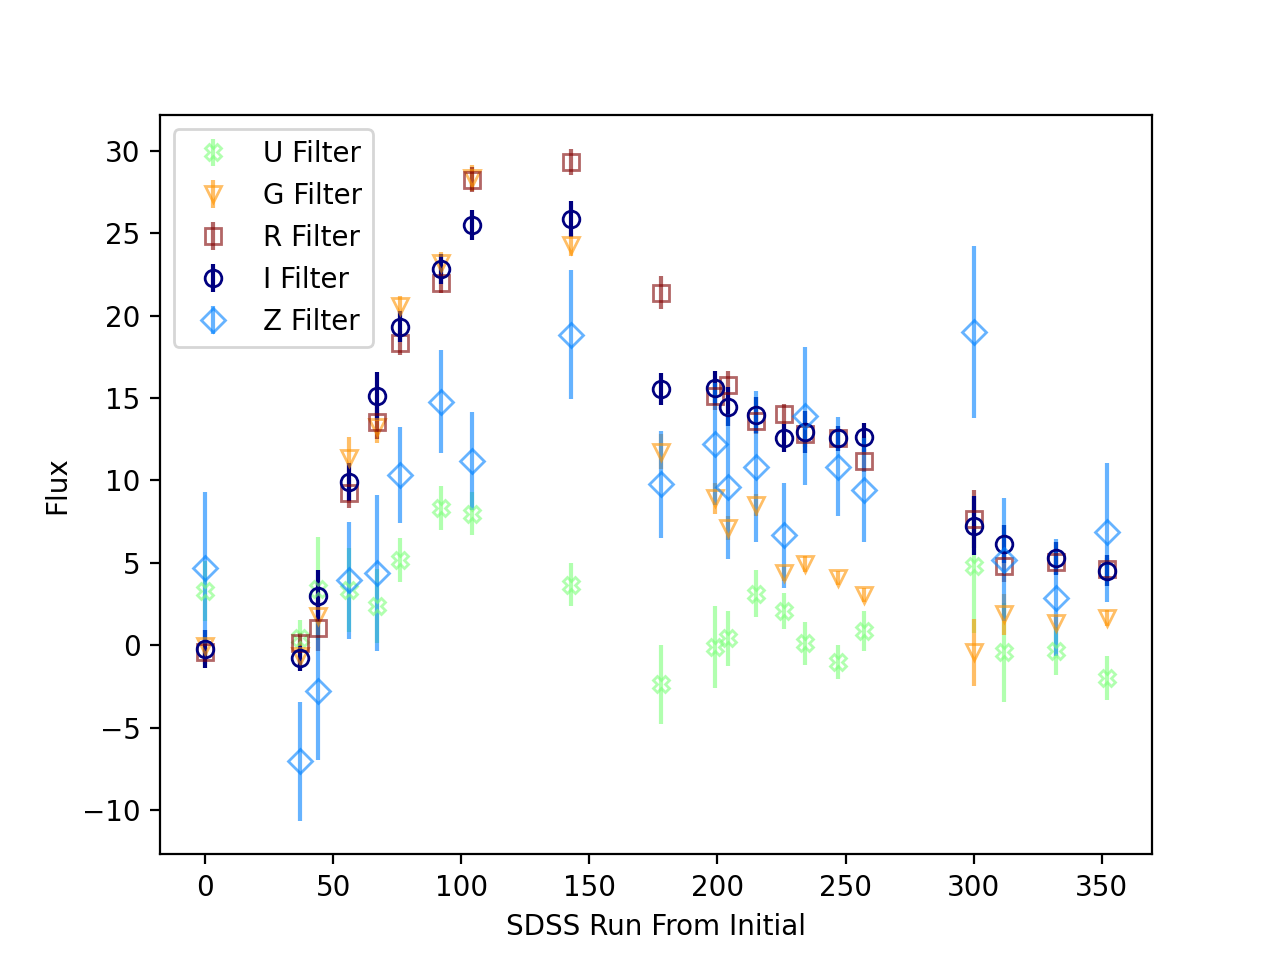 U Filter
G Filter
R Filter
I Filter
Z Filter
30
25
20
15
10
5
0
−5
−10
Flux
0 50 100 150 200 250 300 350
SDSS Run From Initial